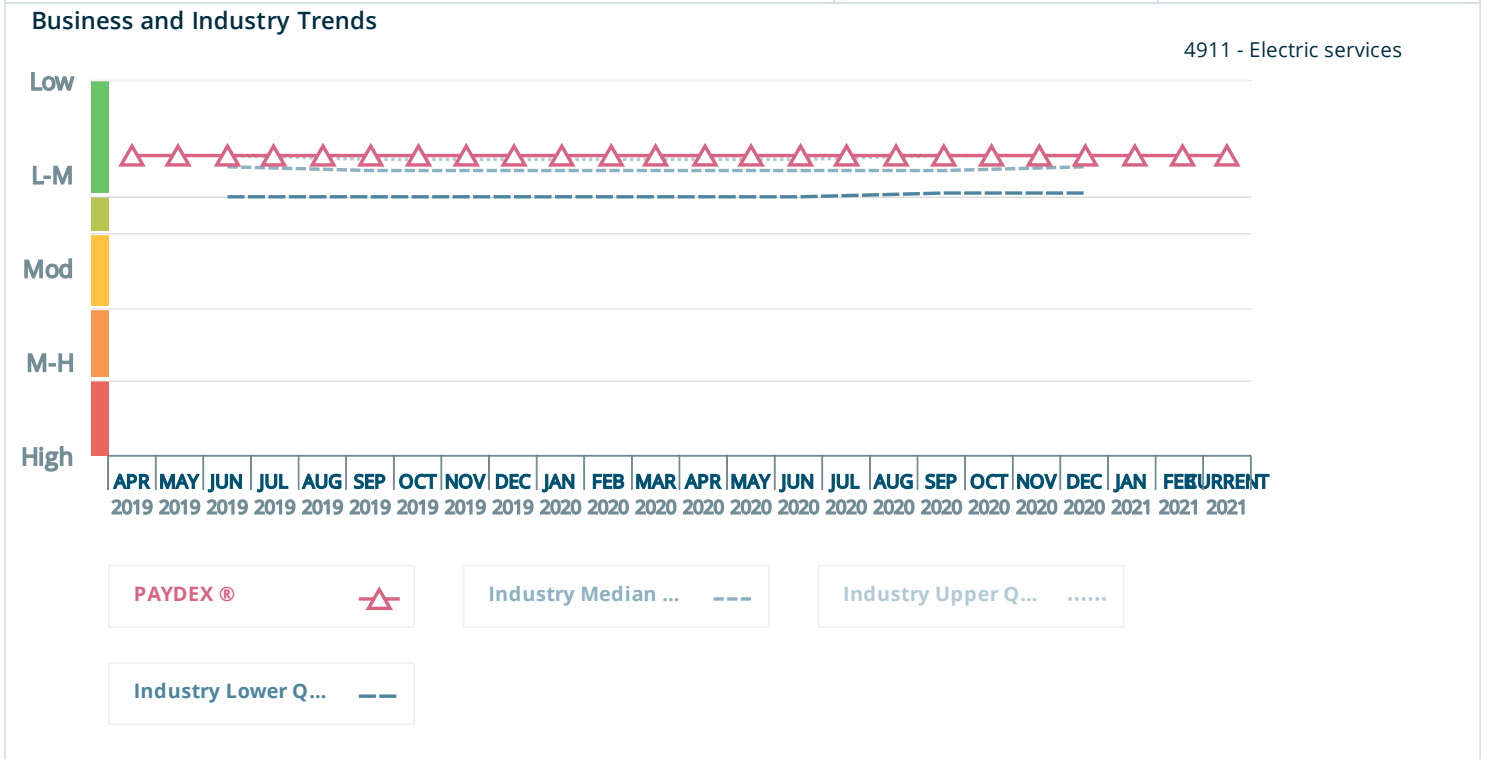 Business and Industry Trends
4911 - Electric services
Low
L-M
Mod
M-H
High
APR MAY JUN JUL AUG SEP OCT NOV DEC JAN FEB MAR APR MAY JUN JUL AUG SEP OCT NOV DEC JAN FEB CURRENT
2019 2019 2019 2019 2019 2019 2019 2019 2019 2020 2020 2020 2020 2020 2020 2020 2020 2020 2020 2020 2020 2021 2021 2021
PAYDEX ® Industry Median ... Industry Upper Q...
Industry Lower Q...